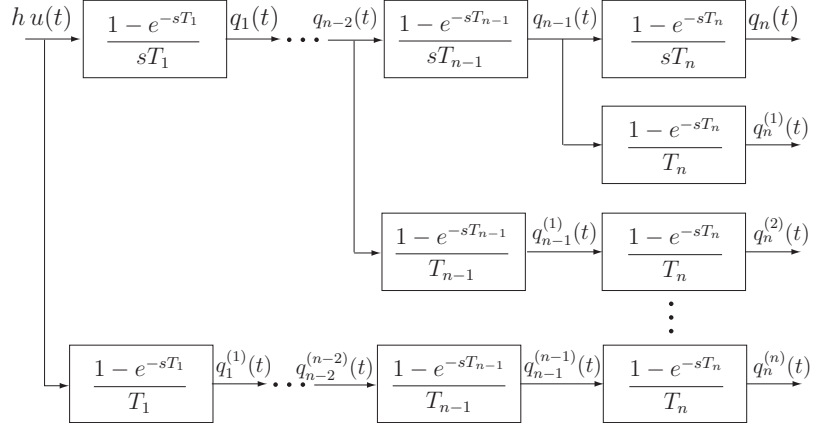 h u(t) 1 − e^{−sT_1} / sT_1 q_1(t) ··· q_{n−2}(t) 1 − e^{−sT_{n−1}} / sT_{n−1} q_{n−1}(t) 1 − e^{−sT_n} / sT_n q_n(t)
1 − e^{−sT_n} / T_n q_n^{(1)}(t)
1 − e^{−sT_{n−1}} / T_{n−1} q_{n−1}^{(1)}(t) 1 − e^{−sT_n} / T_n q_n^{(2)}(t)
⋮
1 − e^{−sT_1} / T_1 q_1^{(1)}(t) ··· q_{n−2}^{(n−2)}(t) 1 − e^{−sT_{n−1}} / T_{n−1} q_{n−1}^{(n−1)}(t) 1 − e^{−sT_n} / T_n q_n^{(n)}(t)